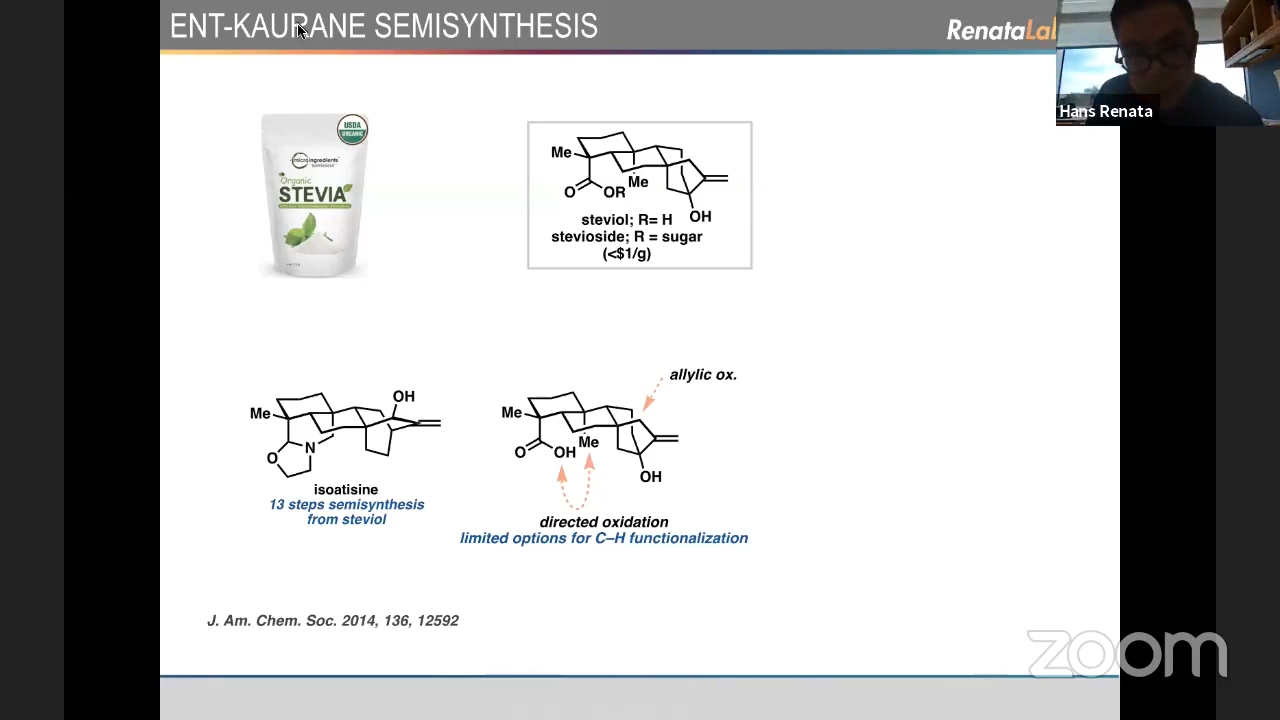 ENT-KAURANE SEMISYNTHESIS
RenataLab
Hans Renata
USDA
ORGANIC
microingredients
Organic
STEVIA
Me
O
OR
Me
OH
steviol; R= H
stevioside; R = sugar
(<$1/g)
allylic ox.
OH
Me
N
O
isoatisine
13 steps semisynthesis
from steviol
Me
O
OH
Me
OH
directed oxidation
limited options for C–H functionalization
J. Am. Chem. Soc. 2014, 136, 12592
zoom